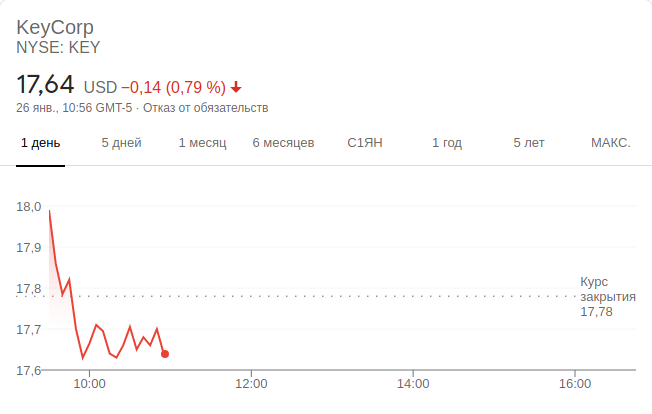 KeyCorp
NYSE: KEY
17,64 USD −0,14 (0,79 %)
26 янв., 10:56 GMT-5 · Отказ от обязательств
1 день 5 дней 1 месяц 6 месяцев С1ЯН 1 год 5 лет МАКС.
18,0
17,9
17,8
Курс
закрытия
17,78
17,7
17,6
10:00 12:00 14:00 16:00